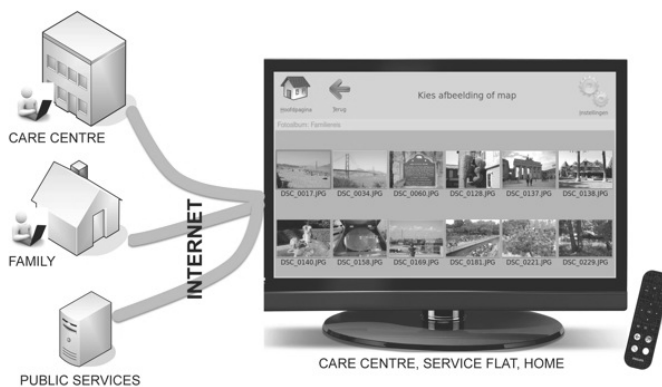 CARE CENTRE
FAMILY
PUBLIC SERVICES
INTERNET
Hoofdpagina
Terug
Kies afbeelding of map
Instellingen
Fotoalbum: Familiereis
DSC_0017.JPG DSC_0034.JPG DSC_0060.JPG DSC_0128.JPG DSC_0137.JPG DSC_0138.JPG
DSC_0140.JPG DSC_0158.JPG DSC_0169.JPG DSC_0181.JPG DSC_0221.JPG DSC_0229.JPG
CARE CENTRE, SERVICE FLAT, HOME